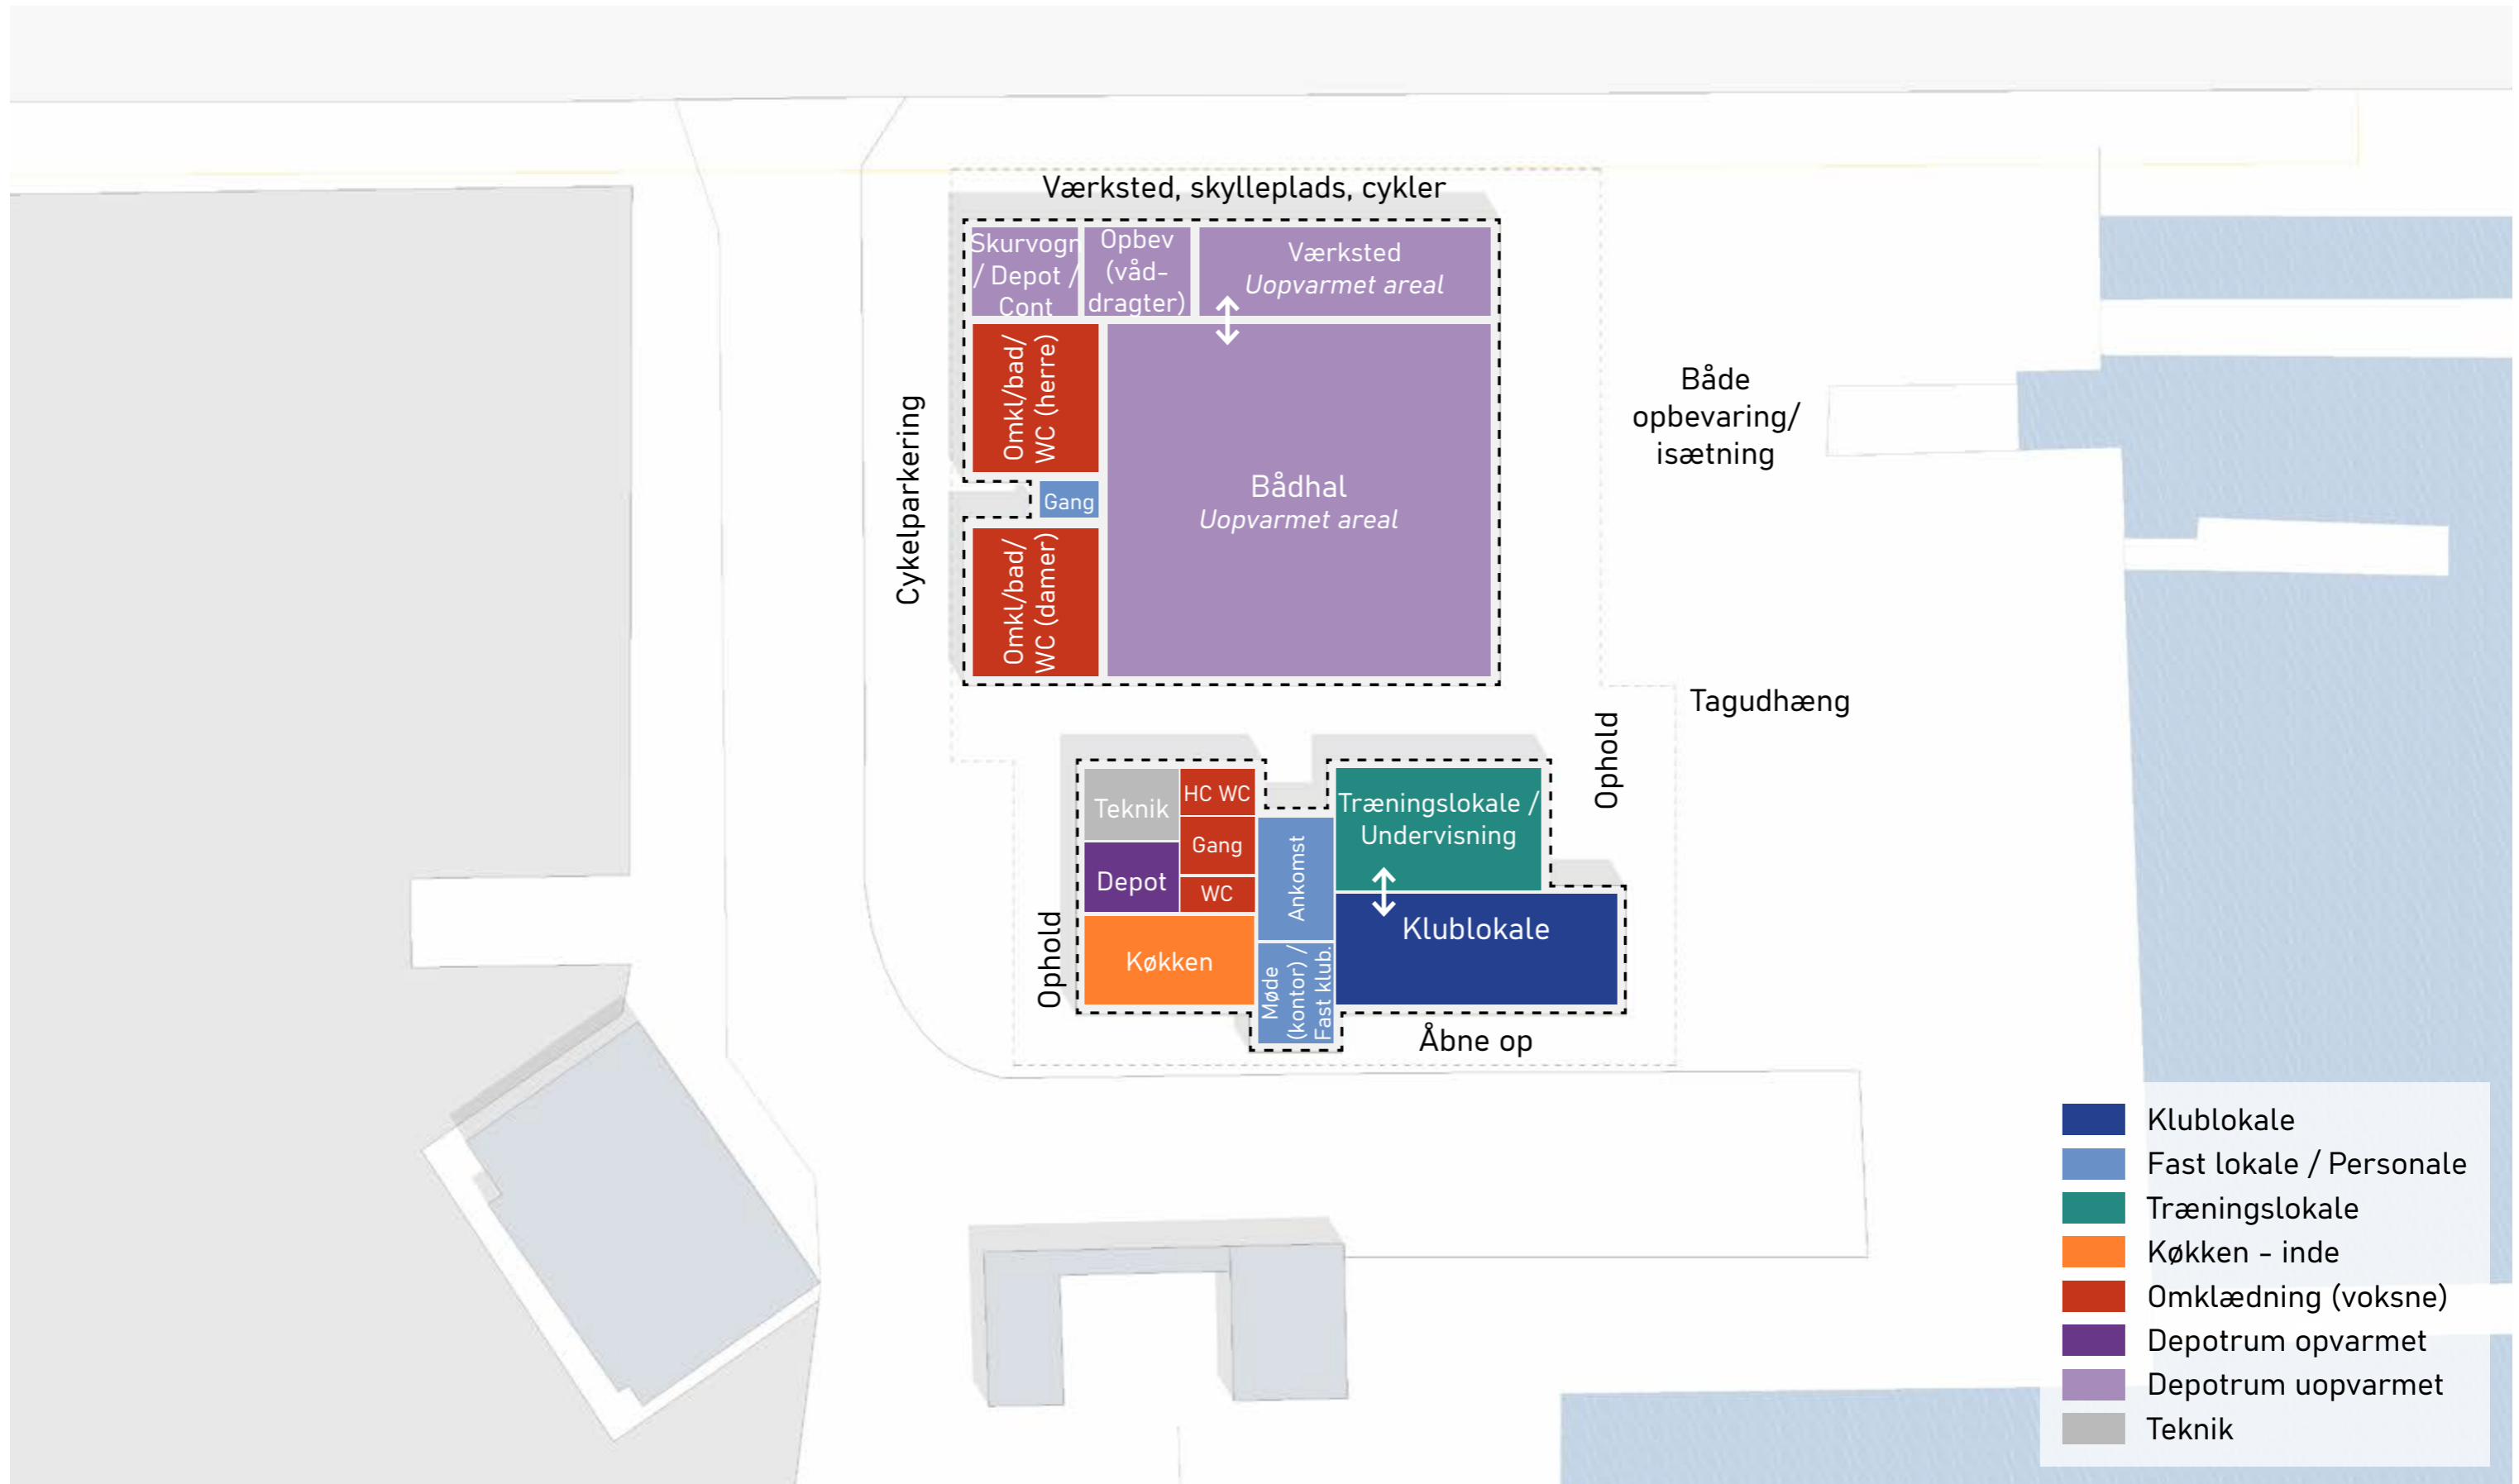 Værksted, skylleplads, cykler
Skurvogn
/ Depot /
Cont
Opbev
(våd-
dragter)
Værksted
Uopvarmet areal
Omkl/bad/
WC (herre)
Cykelparkering
Gang
Bådhal
Uopvarmet areal
Både
opbevaring/
isætning
Omkl/bad/
WC (damer)
Tagudhæng
Ophold
Teknik
HC WC
Gang
Depot
WC
Køkken
Ophold
Ankomst
Møde
(kontor) /
Fast klub.
Træningslokale /
Undervisning
Klublokale
Åbne op
Klublokale
Fast lokale / Personale
Træningslokale
Køkken - inde
Omklædning (voksne)
Depotrum opvarmet
Depotrum uopvarmet
Teknik